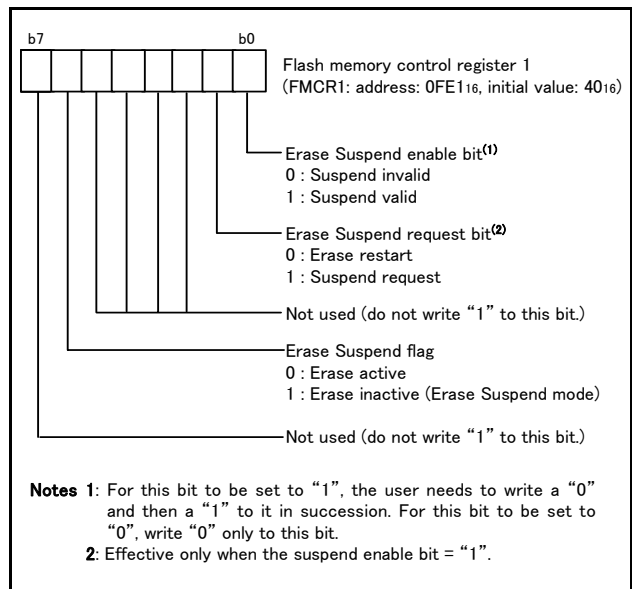 b7 b0
Flash memory control register 1
(FMCR1: address: 0FE1₁₆, initial value: 40₁₆)
Erase Suspend enable bit⁽¹⁾
0 : Suspend invalid
1 : Suspend valid
Erase Suspend request bit⁽²⁾
0 : Erase restart
1 : Suspend request
Not used (do not write “1” to this bit.)
Erase Suspend flag
0 : Erase active
1 : Erase inactive (Erase Suspend mode)
Not used (do not write “1” to this bit.)
Notes 1: For this bit to be set to “1”, the user needs to write a “0”
and then a “1” to it in succession. For this bit to be set to
“0”, write “0” only to this bit.
2: Effective only when the suspend enable bit = “1”.